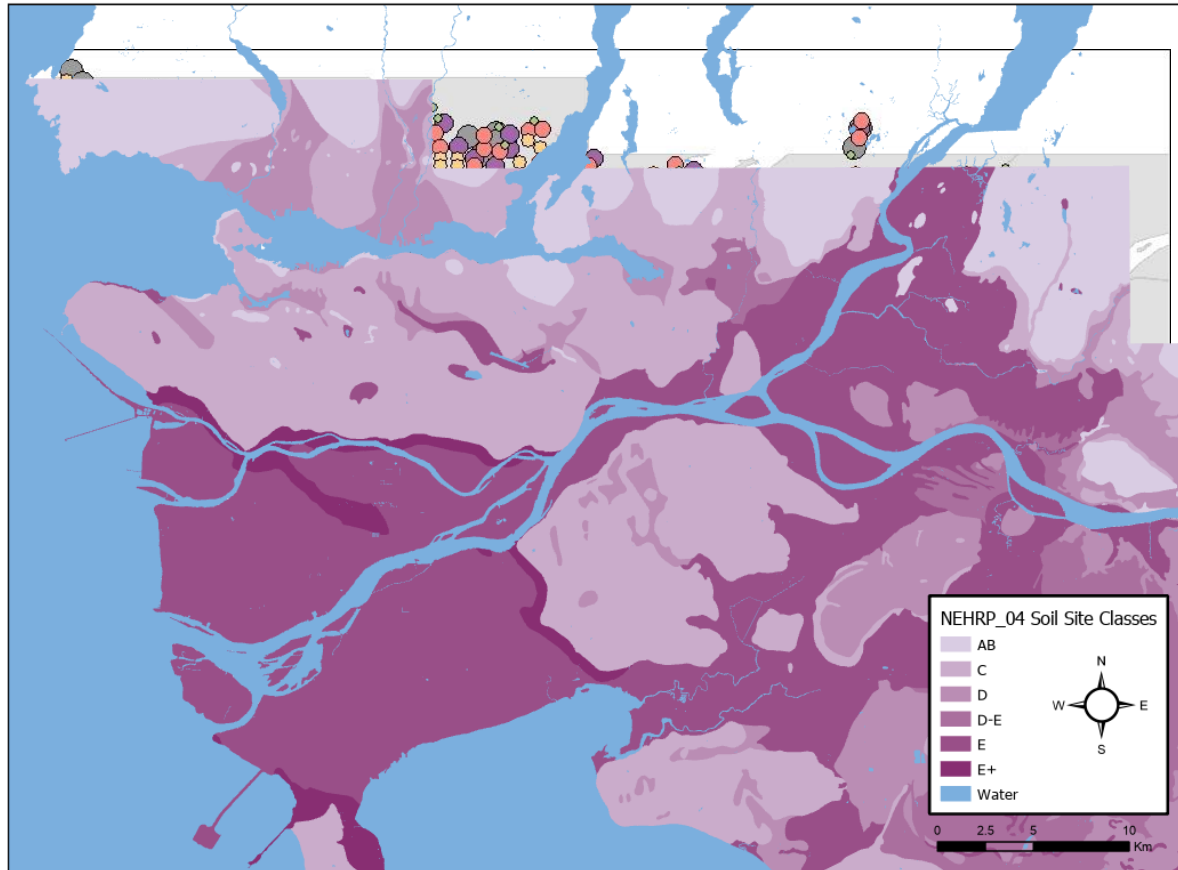 NEHRP_04 Soil Site Classes
AB
C
D
D-E
E
E+
Water
N
W E
S
0 2.5 5 10
Km